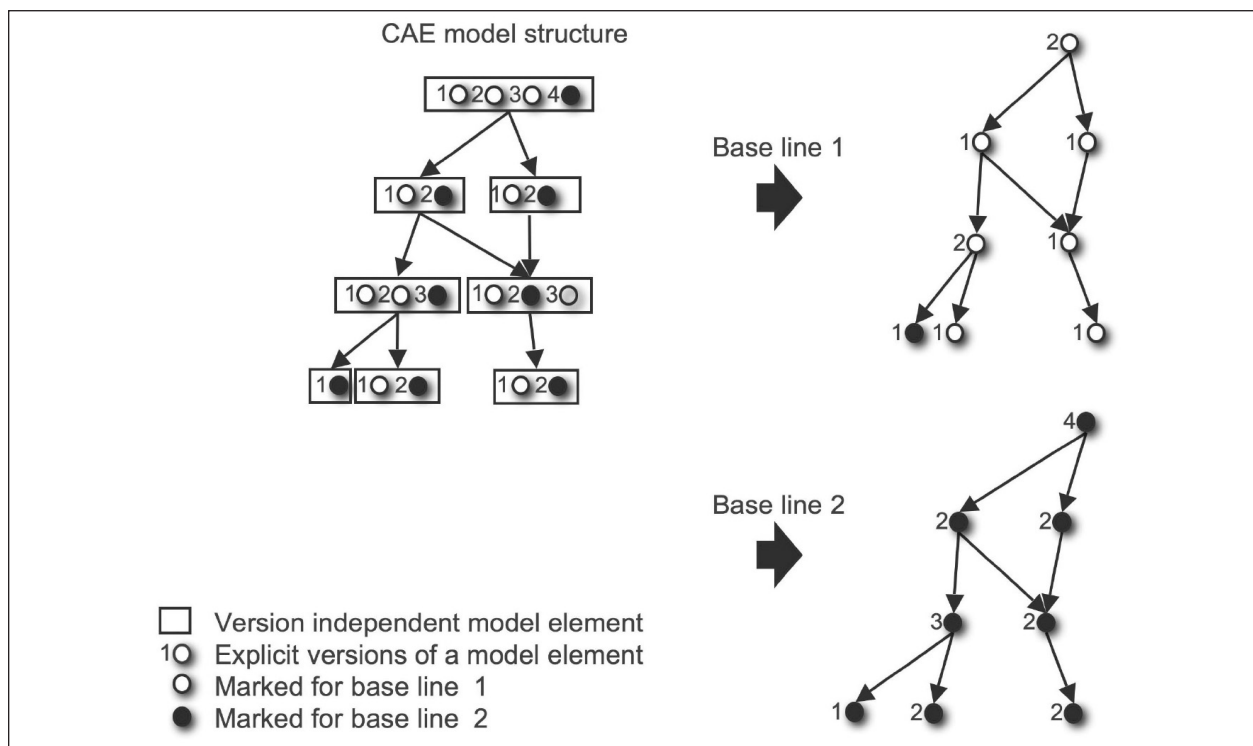 CAE model structure
1 2 3 4
1 2
1 2
1 2 3
1 2 3
1
1 2
1 2
Base line 1
2
1
1
2
1
1
1
1
Base line 2
4
2
2
3
2
1
2
2
Version independent model element
1 Explicit versions of a model element
Marked for base line 1
Marked for base line 2